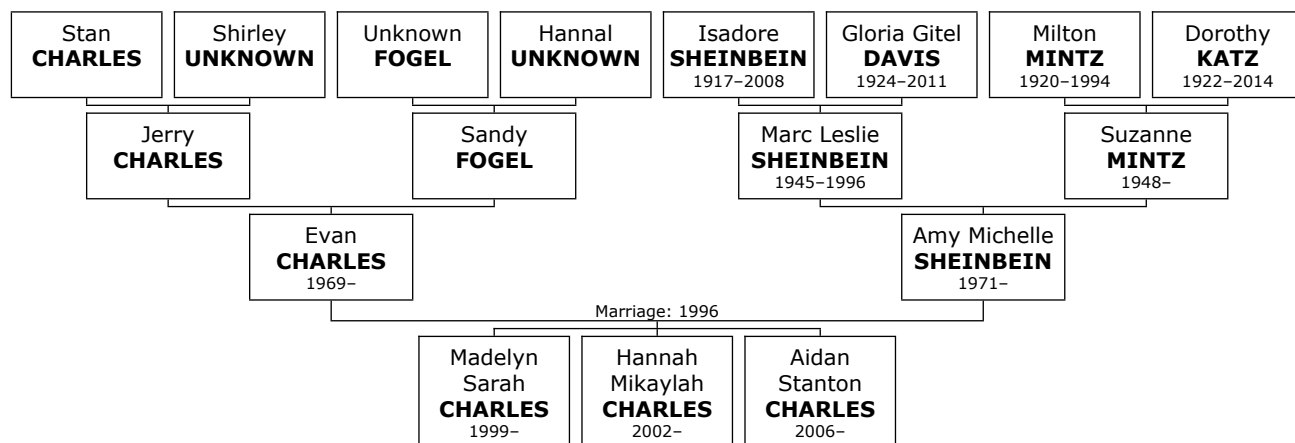 Stan
CHARLES
Shirley
UNKNOWN
Unknown
FOGEL
Hannal
UNKNOWN
Isadore
SHEINBEIN
1917–2008
Gloria Gitel
DAVIS
1924–2011
Milton
MINTZ
1920–1994
Dorothy
KATZ
1922–2014
Jerry
CHARLES
Sandy
FOGEL
Marc Leslie
SHEINBEIN
1945–1996
Suzanne
MINTZ
1948–
Evan
CHARLES
1969–
Amy Michelle
SHEINBEIN
1971–
Marriage: 1996
Madelyn
Sarah
CHARLES
1999–
Hannah
Mikaylah
CHARLES
2002–
Aidan
Stanton
CHARLES
2006–